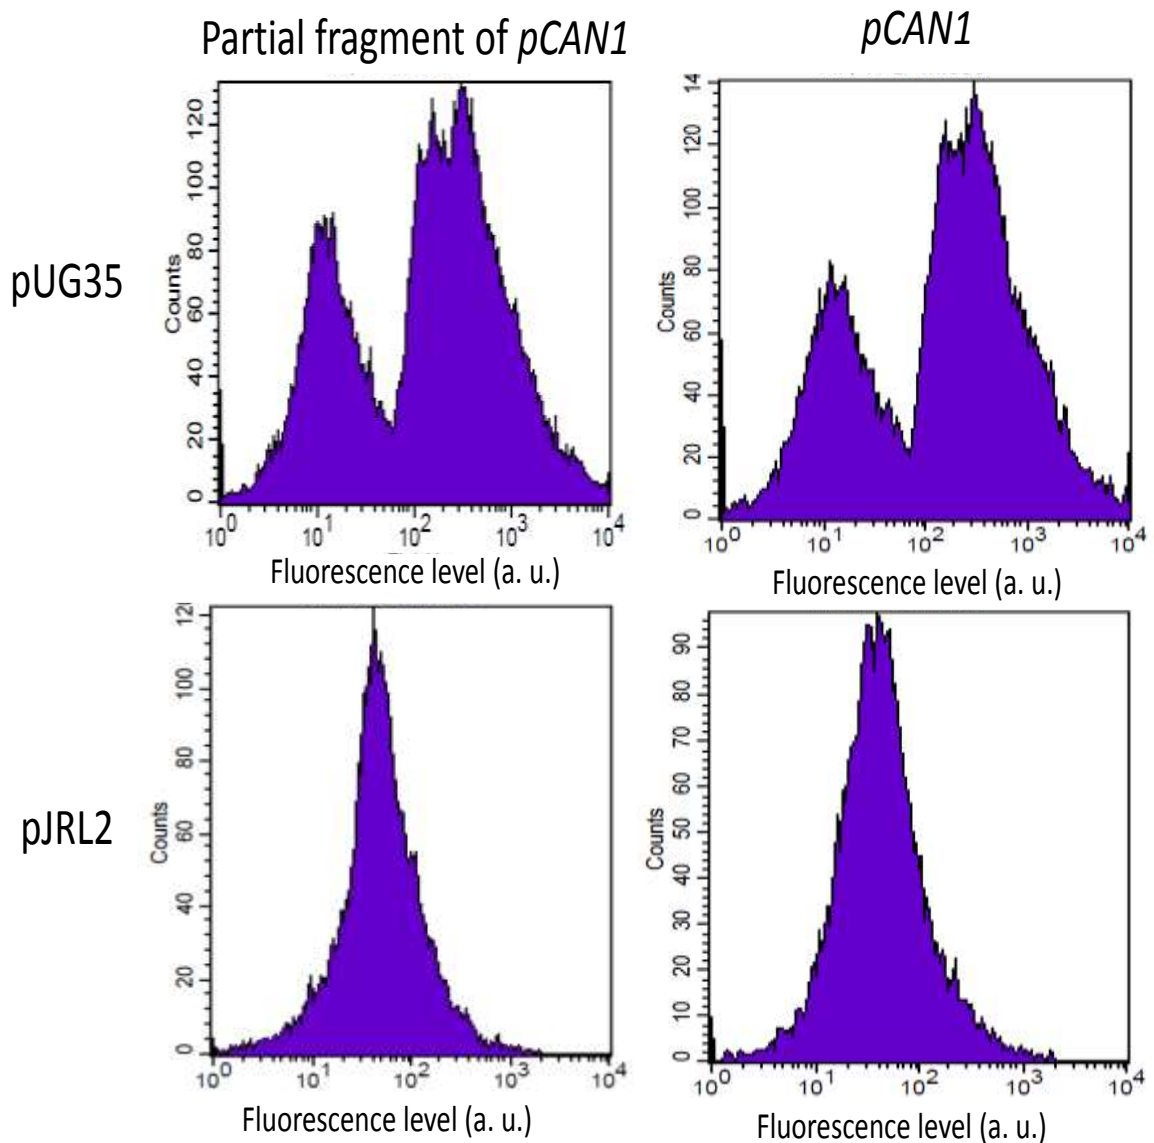 Partial fragment of pCAN1
pCAN1
pUG35
Counts
0 20 40 60 80 100 120
10^0 10^1 10^2 10^3 10^4
Fluorescence level (a. u.)
Counts
0 20 40 60 80 100 120 14
10^0 10^1 10^2 10^3 10^4
Fluorescence level (a. u.)
pJRL2
Counts
0 20 40 60 80 100 12
10^0 10^1 10^2 10^3 10^4
Fluorescence level (a. u.)
Counts
0 10 20 30 40 50 60 70 80 90
10^0 10^1 10^2 10^3 10^4
Fluorescence level (a. u.)